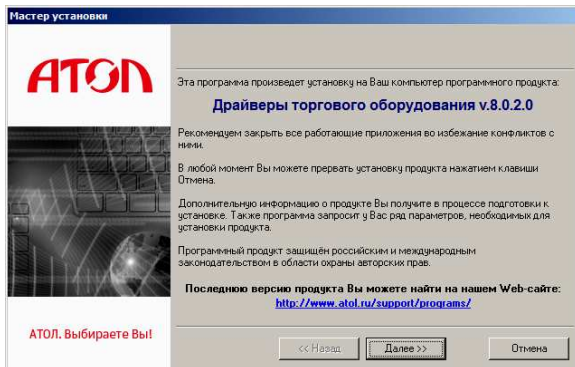 Мастер установки
АТОЛ
Эта программа произведет установку на Ваш компьютер программного продукта:
Драйверы торгового оборудования v.8.0.2.0
Рекомендуем закрыть все работающие приложения во избежание конфликтов с
ними.
В любой момент Вы можете прервать установку продукта нажатием клавиши
Отмена.
Дополнительную информацию о продукте Вы получите в процессе подготовки к
установке. Также программа запросит у Вас ряд параметров, необходимых для
установки продукта.
Программный продукт защищён российским и международным
законодательством в области охраны авторских прав.
Последнюю версию продукта Вы можете найти на нашем Web-сайте:
http://www.atol.ru/support/programs/
АТОЛ. Выбираете Вы!
<< Назад
Далее >>
Отмена